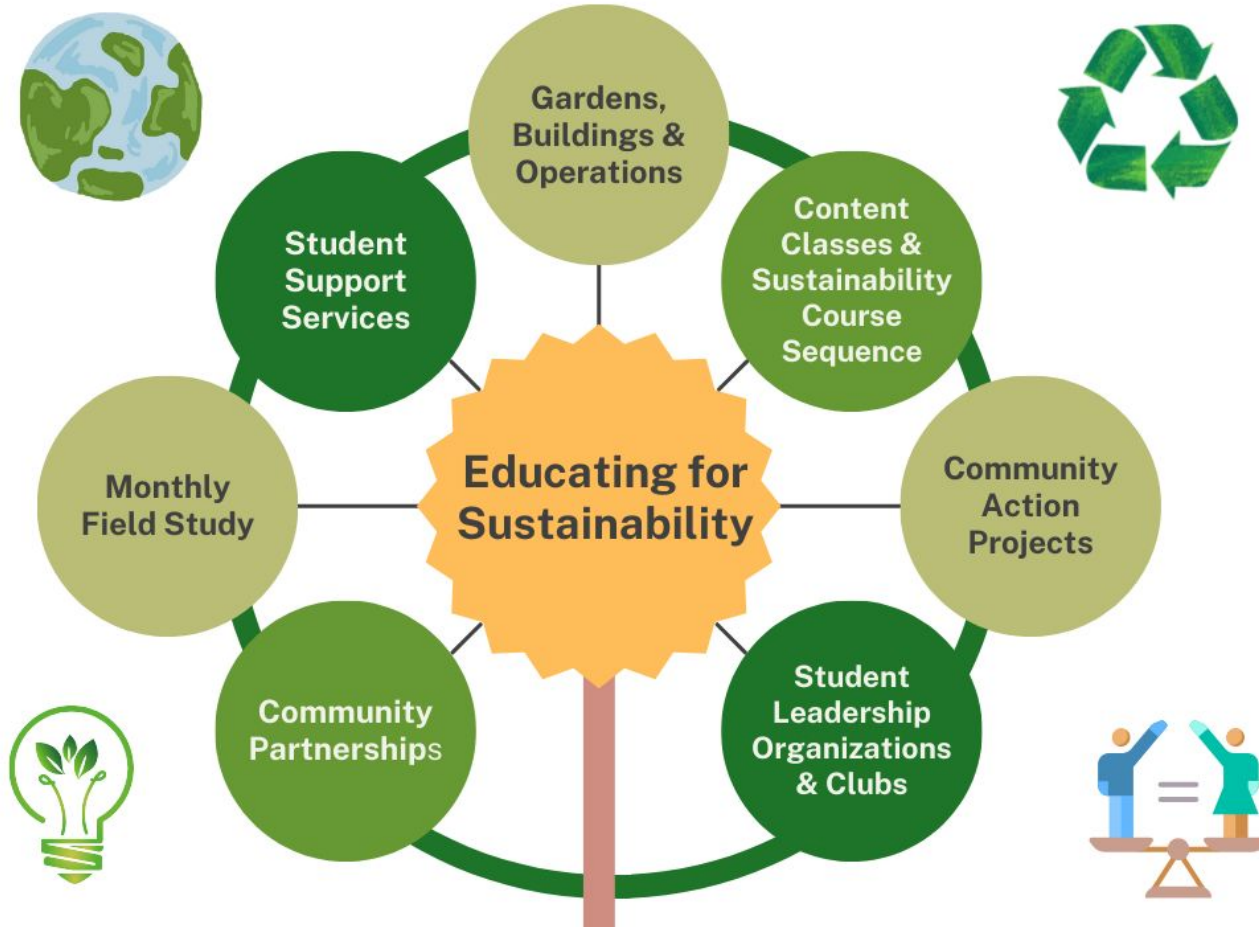 Gardens,
Buildings &
Operations
Content
Classes &
Sustainability
Course
Sequence
Student
Support
Services
Educating for
Sustainability
Monthly
Field Study
Community
Action
Projects
Community
Partnerships
Student
Leadership
Organizations
& Clubs
=